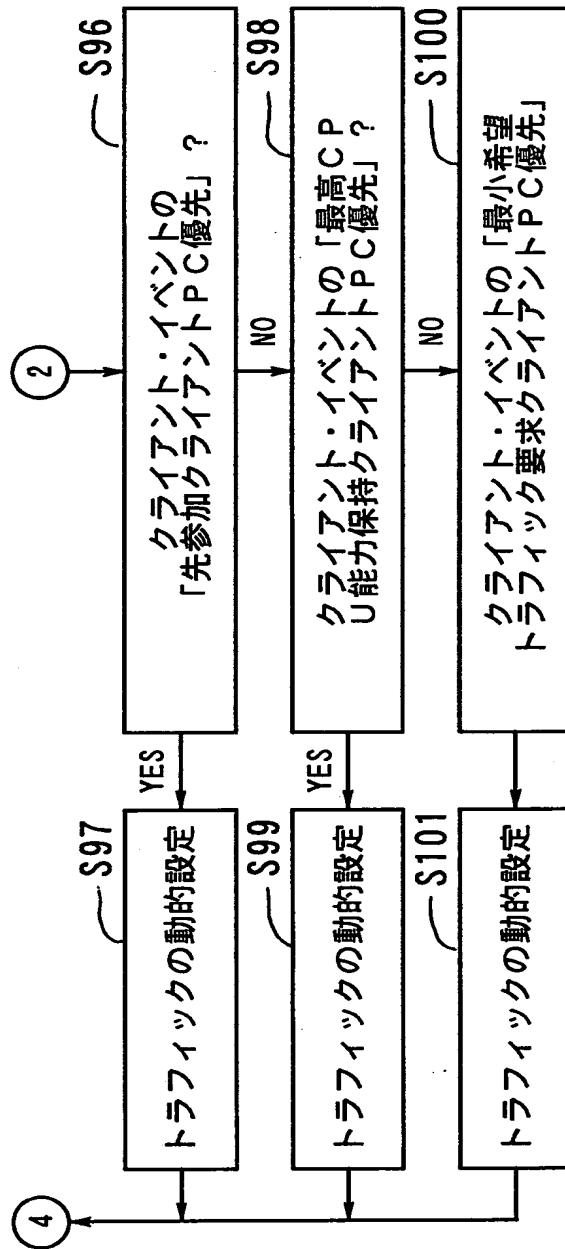 2
S96
クライアント・イベントの
「先参加クライアントPC優先」?
YES
S97
トラフィックの動的設定
NO
S98
クライアント・イベントの「最高CP
U能力保持クライアントPC優先」?
YES
S99
トラフィックの動的設定
NO
S100
クライアント・イベントの「最小希望
トラフィック要求クライアントPC優先」
S101
トラフィックの動的設定
4